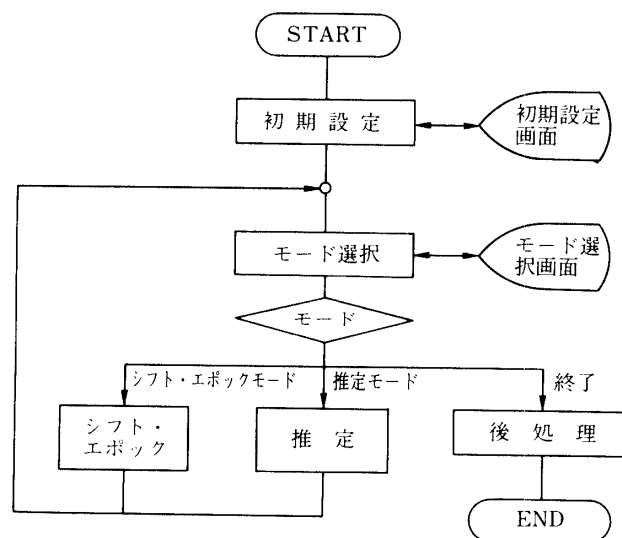 START
初期設定
初期設定
画面
モード選択
モード選
択画面
モード
シフト・エポックモード
推定モード
終了
シフト・
エポック
推定
後処理
END